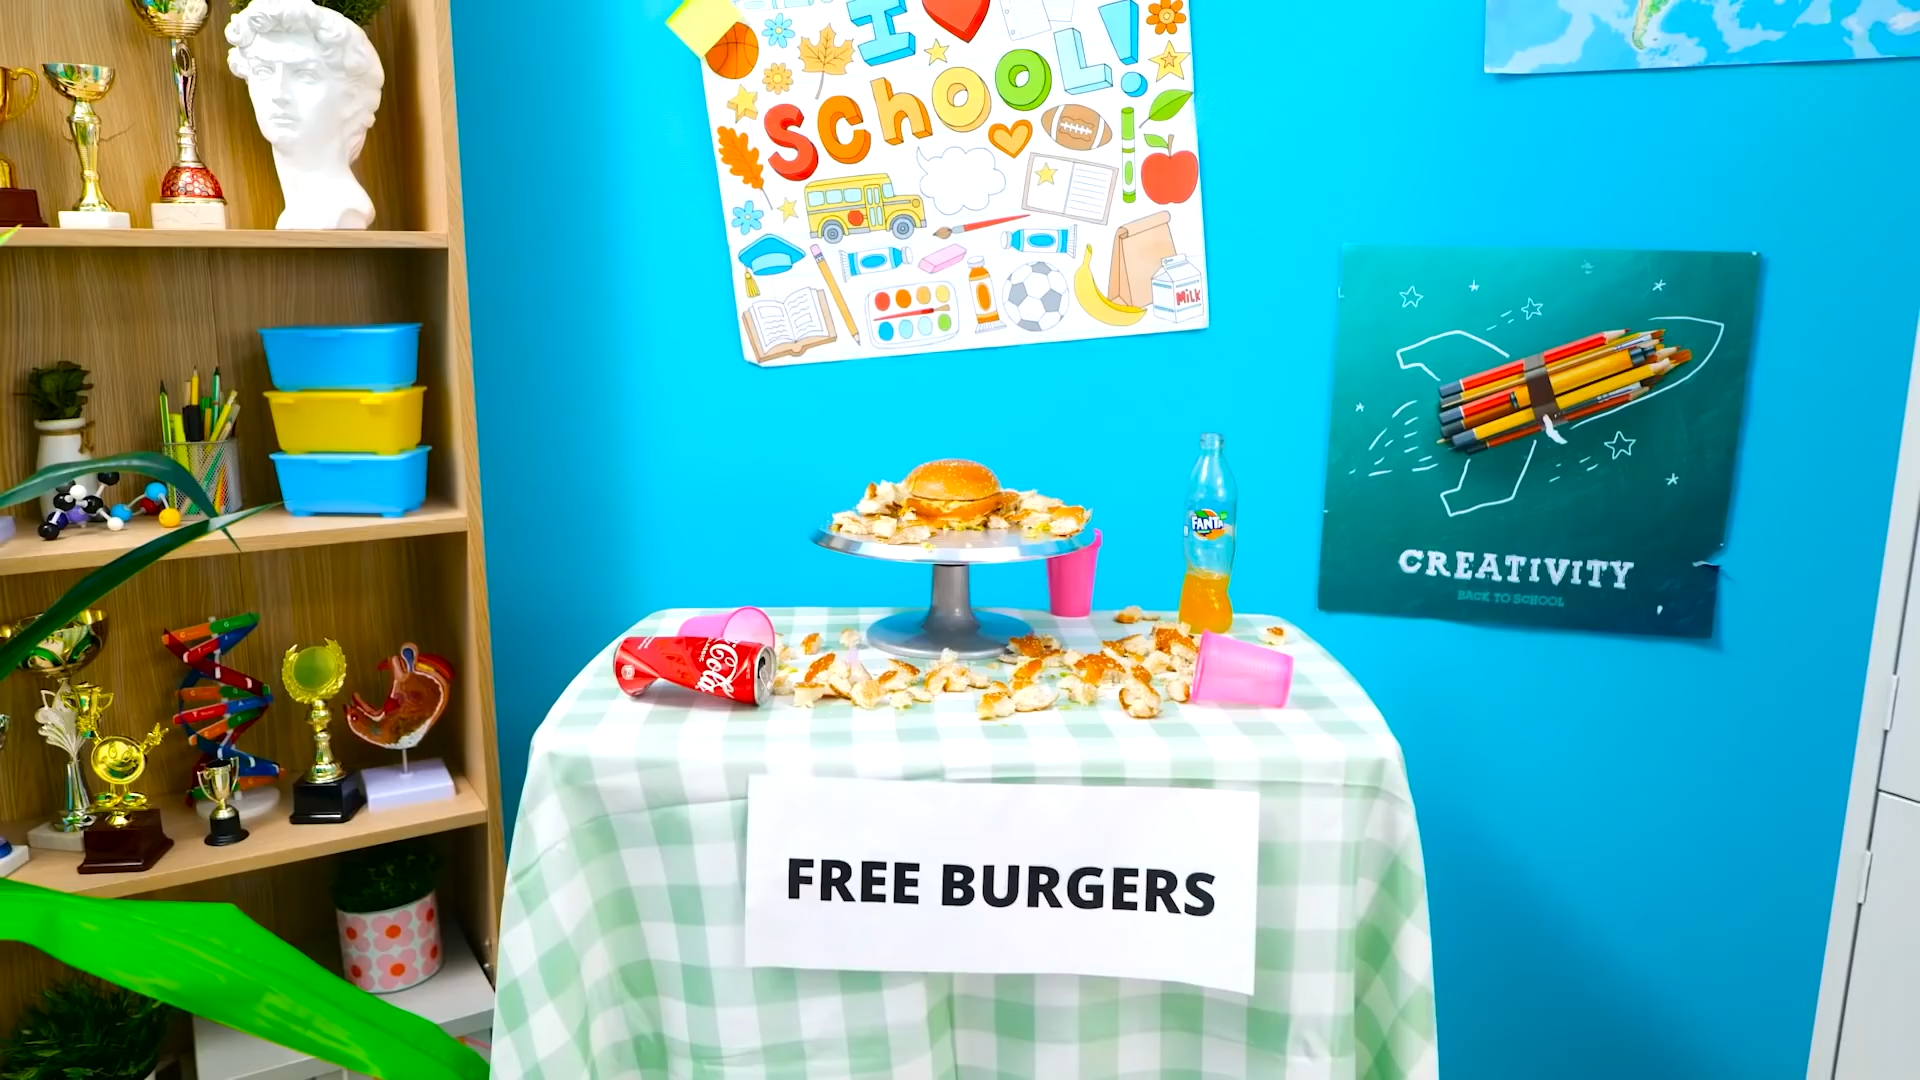 I
SCHOOL!
MILK
CREATIVITY
BACK TO SCHOOL
FANTA
Coca-Cola
FREE BURGERS